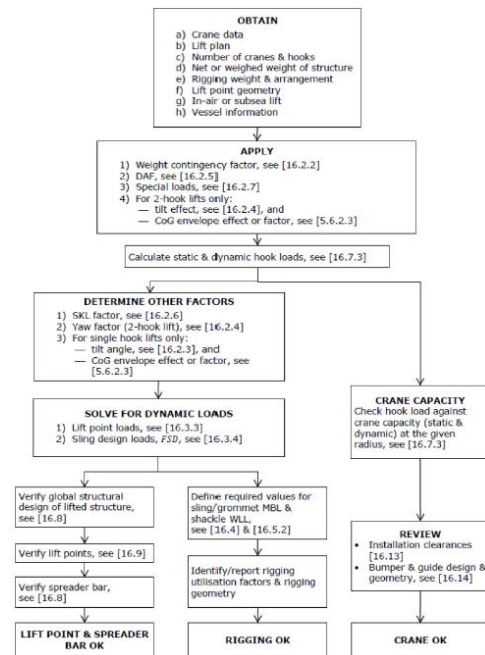 OBTAIN
a) Crane data
b) Lift plan
c) Number of cranes & hooks
d) Net or weighed weight of structure
e) Rigging weight & arrangement
f) Lift point geometry
g) In-air or subsea lift
h) Vessel information
APPLY
1) Weight contingency factor, see [16.2.2]
2) DAF, see [16.2.5]
3) Special loads, see [16.2.7]
4) For 2-hook lifts only:
— tilt effect, see [16.2.4], and
— CoG envelope effect or factor, see [5.6.2.3]
Calculate static & dynamic hook loads, see [16.7.3]
DETERMINE OTHER FACTORS
1) SKL factor, see [16.2.6]
2) Yaw factor (2-hook lift), see [16.2.4]
3) For single hook lifts only:
— tilt angle, see [16.2.3], and
— CoG envelope effect or factor, see
[5.6.2.3]
SOLVE FOR DYNAMIC LOADS
1) Lift point loads, see [16.3.3]
2) Sling design loads, FSD, see [16.3.4]
CRANE CAPACITY
Check hook load against
crane capacity (static
& dynamic) at the given
radius, see [16.7.3]
Verify global structural
design of lifted structure,
see [16.8]
Verify lift points, see [16.9]
Verify spreader bar,
see [16.8]
LIFT POINT & SPREADER
BAR OK
Define required values for
sling/grommet MBL &
shackle WLL,
see [16.4] & [16.5.2]
Identify/report rigging
utilisation factors & rigging
geometry
RIGGING OK
REVIEW
• Installation clearances
[16.13]
• Bumper & guide design &
geometry, see [16.14]
CRANE OK